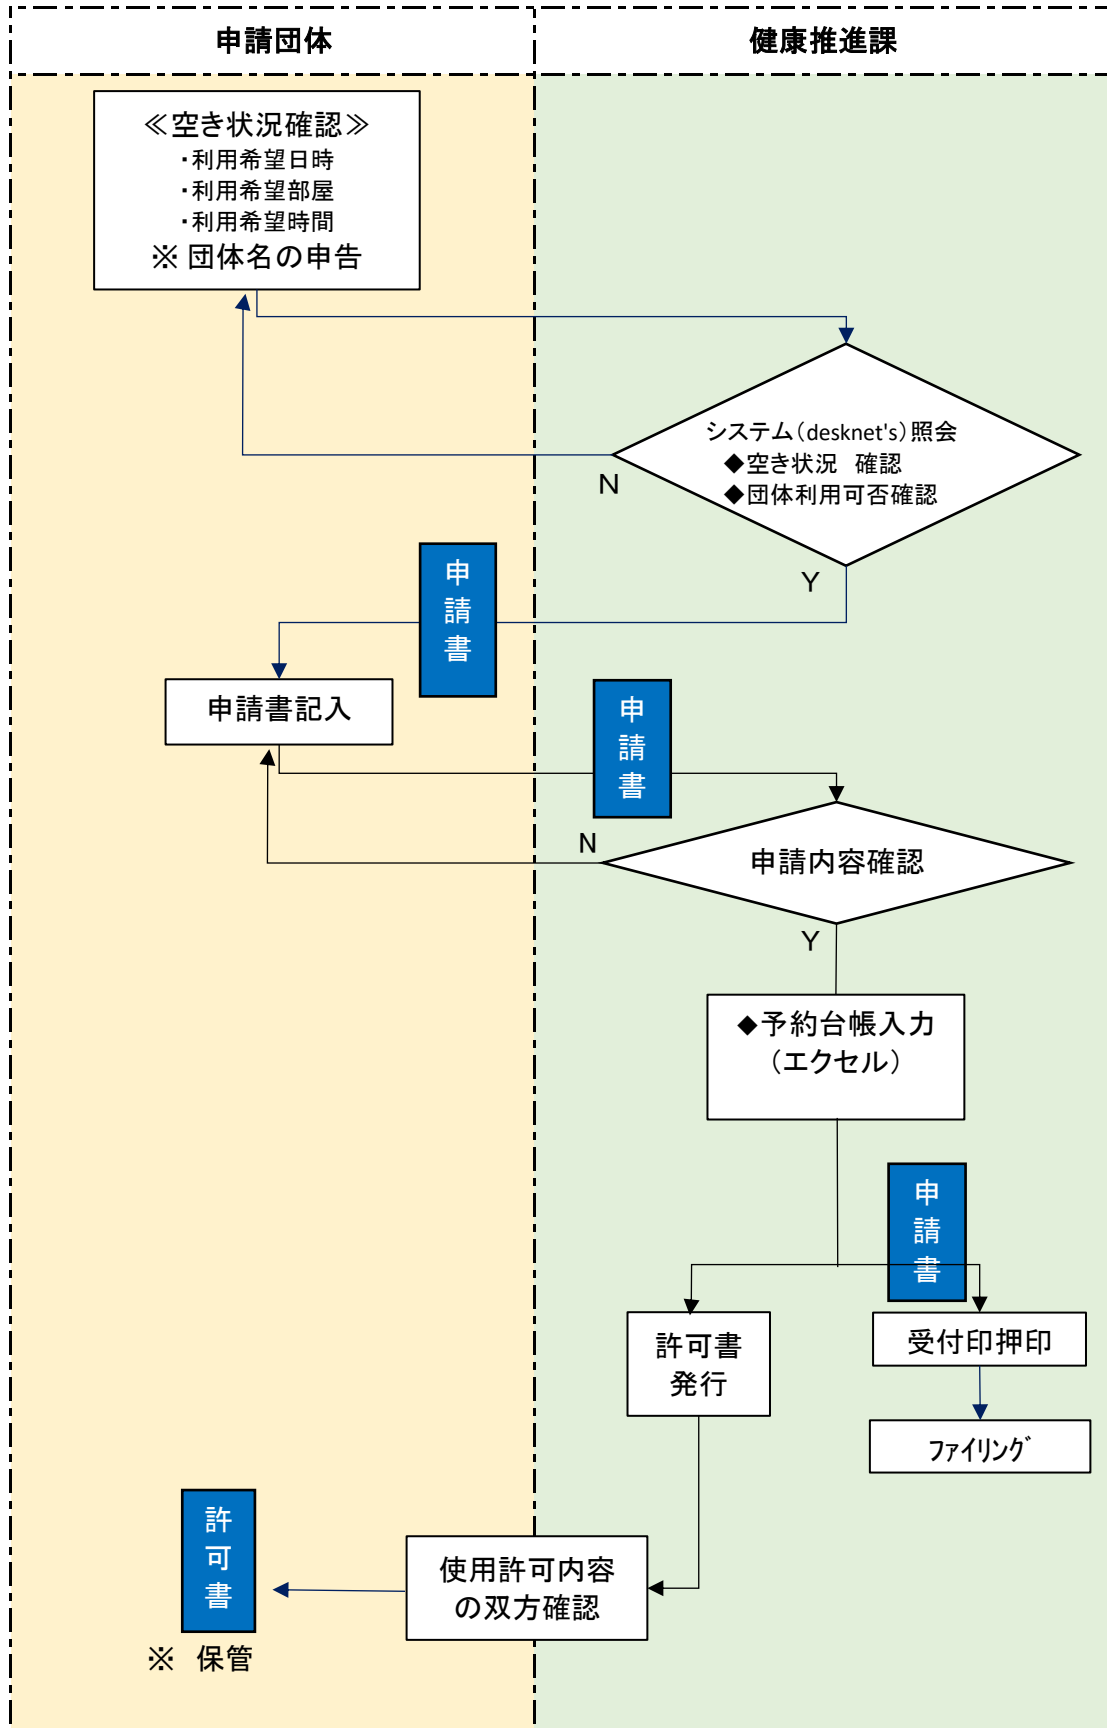 申請団体
健康推進課
≪空き状況確認≫
・利用希望日時
・利用希望部屋
・利用希望時間
※ 団体名の申告
システム（desknet's）照会
◆空き状況　確認
◆団体利用可否確認
N
Y
申請書
申請書記入
申請書
申請内容確認
N
Y
◆予約台帳入力
（エクセル）
申請書
許可書
発行
受付印押印
ﾌｧｲﾘﾝｸﾞ
許可書
使用許可内容
の双方確認
※　保管